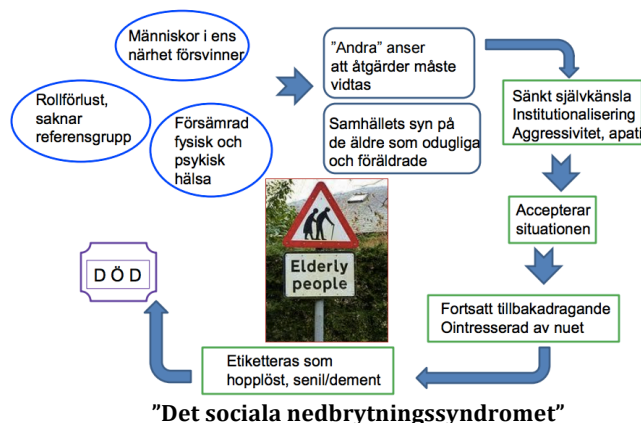 Människor i ens
närhet försvinner
Rollförlust,
saknar
referensgrupp
Försämrad
fysisk och
psykisk
hälsa
”Andra” anser
att åtgärder måste
vidtas
Samhällets syn på
de äldre som odugliga
och föräldrade
Sänkt självkänsla
Institutionalisering
Aggressivitet, apati
Accepterar
situationen
Fortsatt tillbakadragande
Ointresserad av nuet
Etiketteras som
hopplöst, senil/dement
D Ö D
Elderly
people
”Det sociala nedbrytningssyndromet”